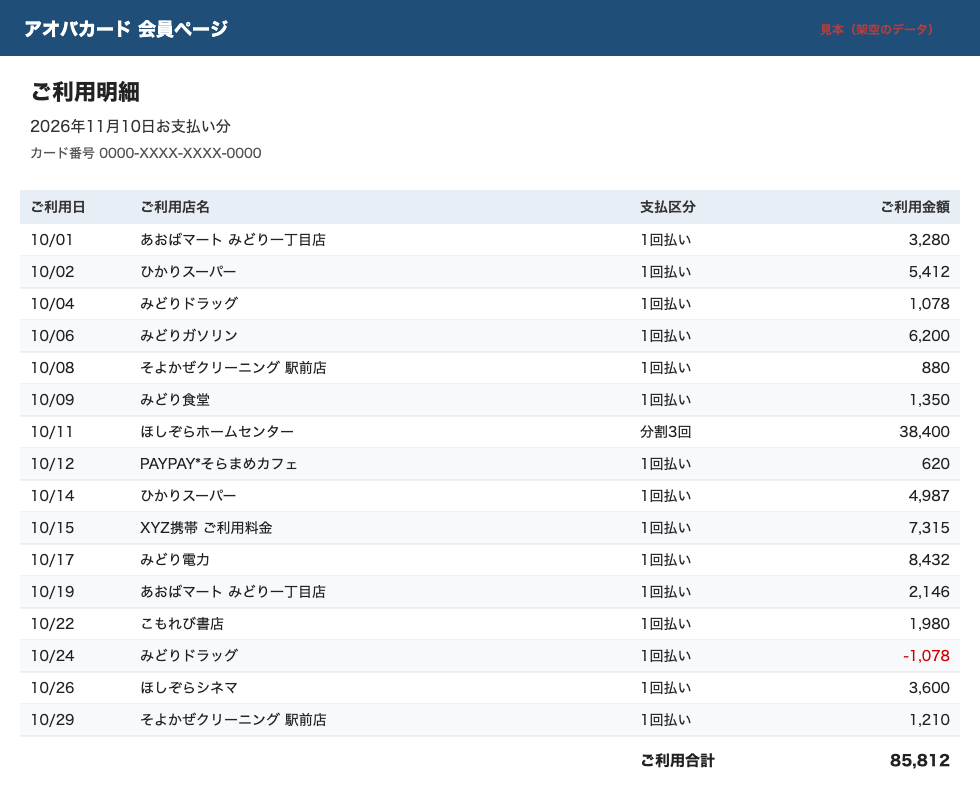 アオバカード 会員ページ
見本（架空のデータ）
ご利用明細
2026年11月10日お支払い分
カード番号 0000-XXXX-XXXX-0000
ご利用日 ご利用店名 支払区分 ご利用金額
10/01 あおばマート みどり一丁目店 1回払い 3,280
10/02 ひかりスーパー 1回払い 5,412
10/04 みどりドラッグ 1回払い 1,078
10/06 みどりガソリン 1回払い 6,200
10/08 そよかぜクリーニング 駅前店 1回払い 880
10/09 みどり食堂 1回払い 1,350
10/11 ほしぞらホームセンター 分割3回 38,400
10/12 PAYPAY*そらまめカフェ 1回払い 620
10/14 ひかりスーパー 1回払い 4,987
10/15 XYZ携帯 ご利用料金 1回払い 7,315
10/17 みどり電力 1回払い 8,432
10/19 あおばマート みどり一丁目店 1回払い 2,146
10/22 こもれび書店 1回払い 1,980
10/24 みどりドラッグ 1回払い -1,078
10/26 ほしぞらシネマ 1回払い 3,600
10/29 そよかぜクリーニング 駅前店 1回払い 1,210
ご利用合計 85,812